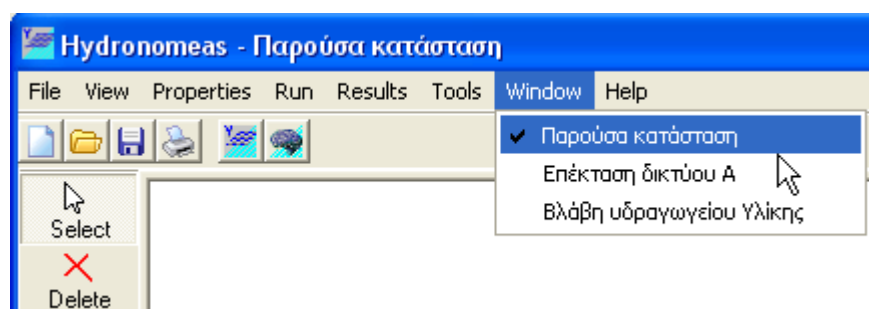 Hydronomeas - Παρούσα κατάσταση
File View Properties Run Results Tools Window Help
Παρούσα κατάσταση
Επέκταση δικτύου Α
Βλάβη υδραγωγείου Υλίκης
Select
Delete